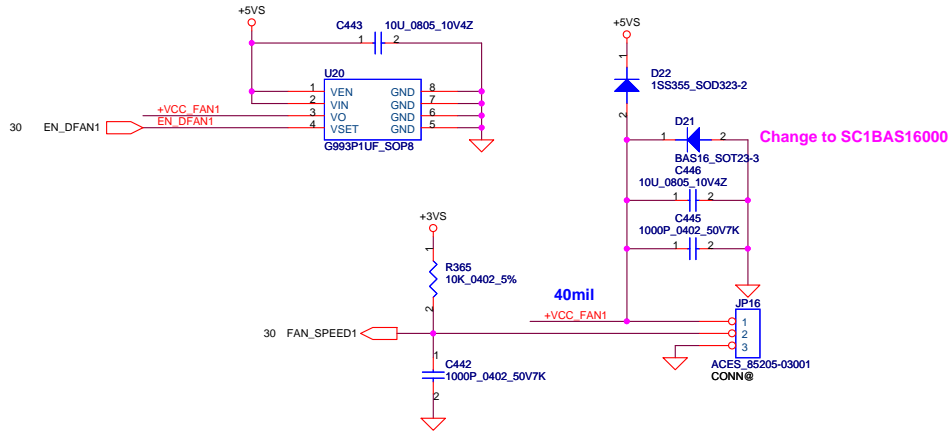 +5VS
C443
10U_0805_10V4Z
1
2
U20
1
VEN
GND
8
2
VIN
GND
7
+VCC_FAN1
3
VO
GND
6
30
EN_DFAN1
EN_DFAN1
4
VSET
GND
5
G993P1UF_SOP8
+5VS
1
D22
1SS355_SOD323-2
2
D21
1
2
Change to SC1BAS16000
BAS16_SOT23-3
C446
10U_0805_10V4Z
1
2
C445
1000P_0402_50V7K
1
2
+3VS
1
R365
10K_0402_5%
2
40mil
+VCC_FAN1
JP16
1
2
3
30
FAN_SPEED1
1
C442
1000P_0402_50V7K
2
ACES_85205-03001
CONN@